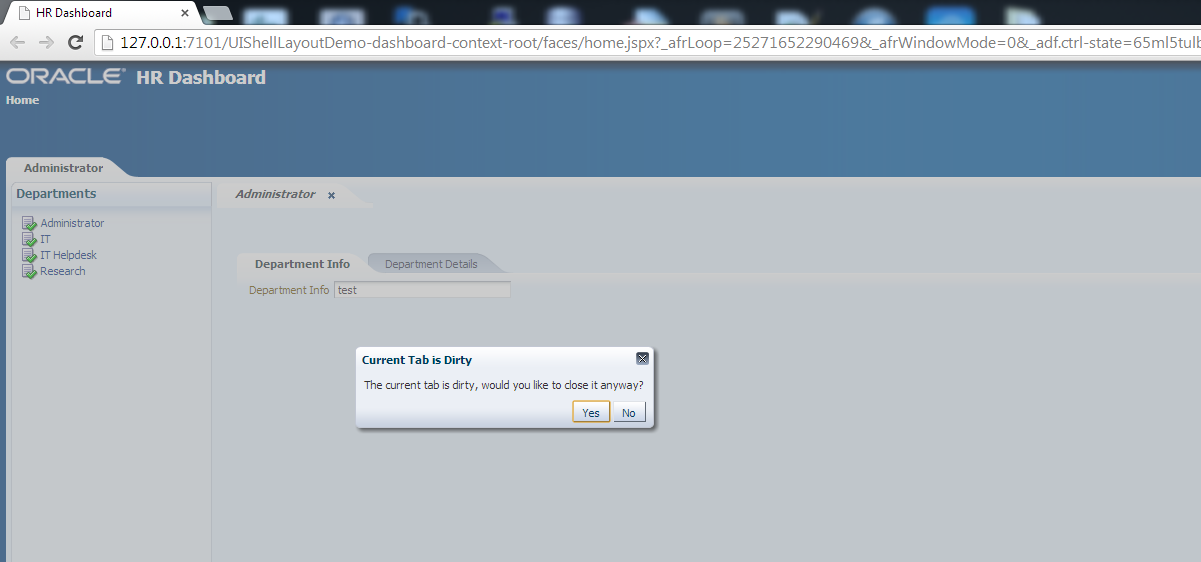 HR Dashboard
127.0.0.1:7101/UIShellLayoutDemo-dashboard-context-root/faces/home.jspx?_afrLoop=25271652290469&_afrWindowMode=0&_adf.ctrl-state=65ml5tulb
ORACLE® HR Dashboard
Home
Administrator
Departments
Administrator
Administrator
IT
IT Helpdesk
Research
Department Info
Department Details
Department Info test
Current Tab is Dirty
The current tab is dirty, would you like to close it anyway?
Yes No